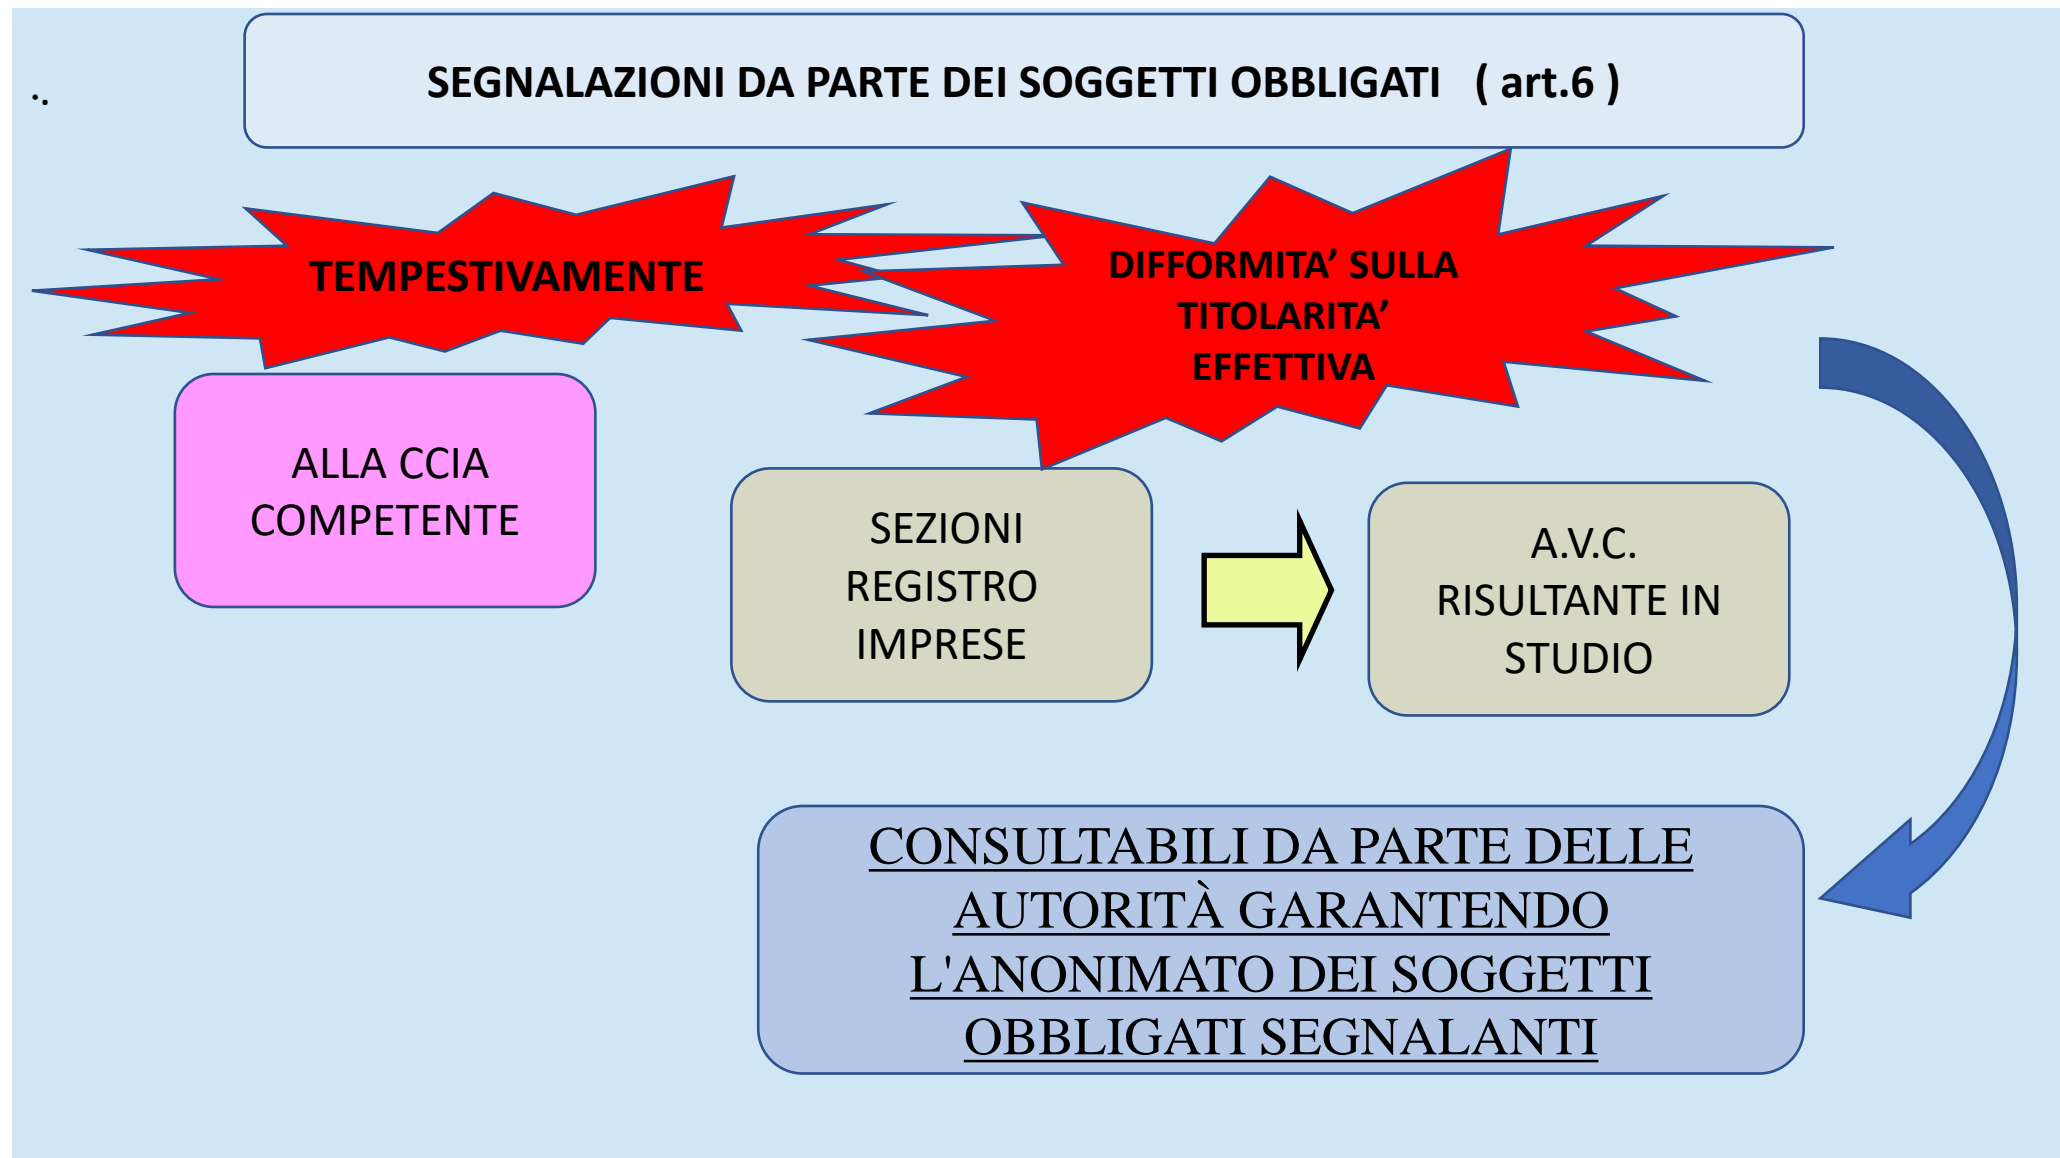 SEGNALAZIONI DA PARTE DEI SOGGETTI OBBLIGATI ( art.6 )
·.
TEMPESTIVAMENTE
DIFFORMITA’ SULLA
TITOLARITA’
EFFETTIVA
ALLA CCIA
COMPETENTE
SEZIONI
REGISTRO
IMPRESE
A.V.C.
RISULTANTE IN
STUDIO
CONSULTABILI DA PARTE DELLE
AUTORITÀ GARANTENDO
L'ANONIMATO DEI SOGGETTI
OBBLIGATI SEGNALANTI